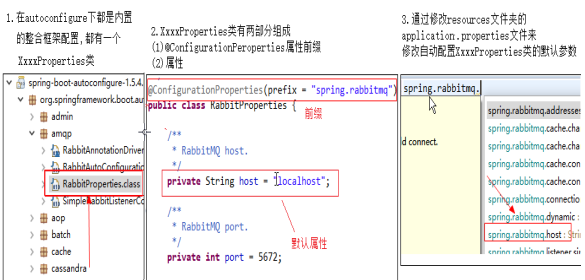 1.在autoconfigure下都是内置
的整合框架配置,都有一个
XxxxProperties类
spring-boot-autoconfigure-1.5.4.
org.springframework.boot.au
admin
amqp
RabbitAnnotationDriver
RabbitAutoConfiguration
RabbitProperties.class
SimpleRabbitListenerCo
aop
batch
cache
cassandra
2.XxxxProperties类有两部分组成
(1)@ConfigurationPeroperties属性前缀
(2)属性
@ConfigurationProperties(prefix = "spring.rabbitmq")
public class RabbitProperties {
前缀
/**
* RabbitMQ host.
*/
private String host = "localhost";
/**
* RabbitMQ port.
*/
默认属性
private int port = 5672;
3.通过修改resources文件夹的
application.properties文件来
修改自动配置XxxxProperties类的默认参数
spring.rabbitmq.
d connect.
spring.rabbitmq.addresses
spring.rabbitmq.cache.cha
spring.rabbitmq.cache.cha
spring.rabbitmq.cache.con
spring.rabbitmq.cache.con
spring.rabbitmq.connectio
spring.rabbitmq.dynamic :
spring.rabbitmq.host : Strin
spring.rabbitmq.listener.si